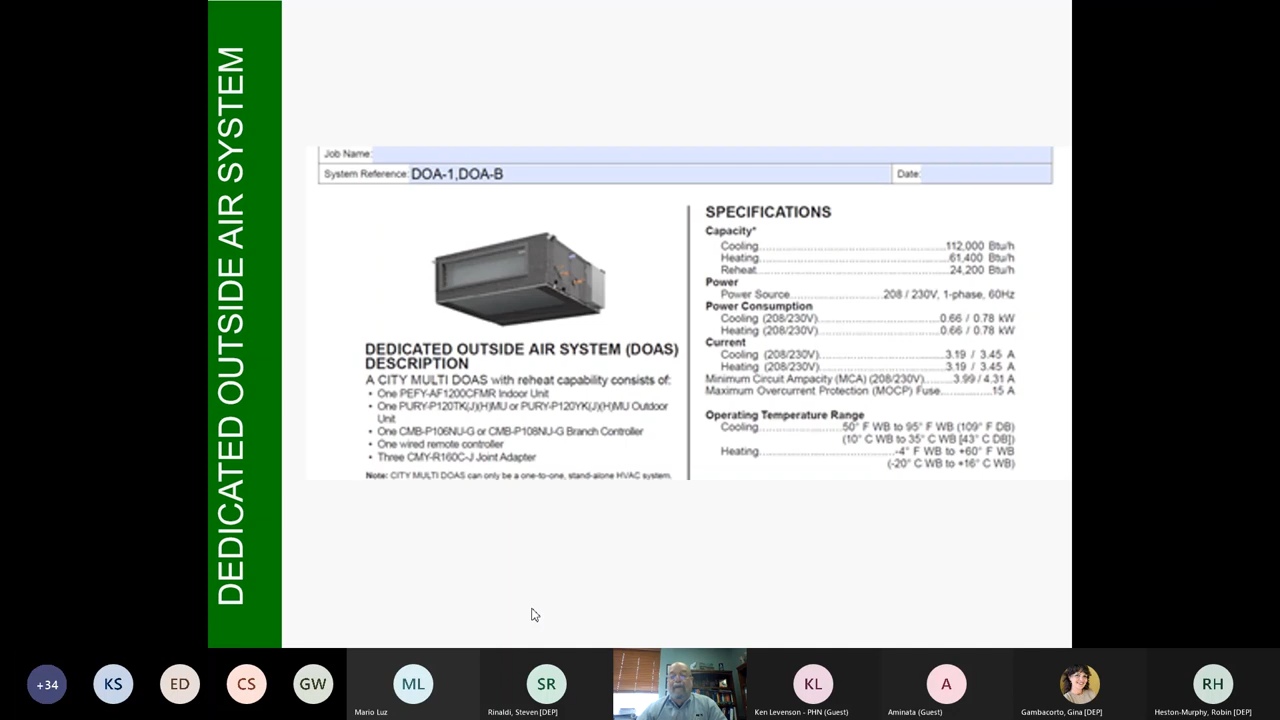 DEDICATED OUTSIDE AIR SYSTEM
Job Name:
System Reference: DOA-1,DOA-B Date:
DEDICATED OUTSIDE AIR SYSTEM (DOAS)
DESCRIPTION
A CITY MULTI DOAS with reheat capability consists of:
• One PEFY-AF1200CFMR Indoor Unit
• One PURY-P120TK(J)(H)MU or PURY-P120YK(J)(H)MU Outdoor
Unit
• One CMB-P106NU-G or CMB-P108NU-G Branch Controller
• One wired remote controller
• Three CMY-R160C-J Joint Adapter
Note: CITY MULTI DOAS can only be a one-to-one, stand-alone HVAC system.
SPECIFICATIONS
Capacity*
Cooling..............................................112,000 Btu/h
Heating..............................................61,400 Btu/h
Reheat..............................................24,200 Btu/h
Power
Power Source.......................208 / 230V, 1-phase, 60Hz
Power Consumption
Cooling (208/230V)..............................0.66 / 0.78 kW
Heating (208/230V)..............................0.66 / 0.78 kW
Current
Cooling (208/230V)..............................3.19 / 3.45 A
Heating (208/230V)..............................3.19 / 3.45 A
Minimum Circuit Ampacity (MCA) (208/230V)..........3.99 / 4.31 A
Maximum Overcurrent Protection (MOCP) Fuse..............15 A
Operating Temperature Range
Cooling....................50° F WB to 95° F WB (109° F DB)
(10° C WB to 35° C WB [43° C DB])
Heating..............................-4° F WB to +60° F WB
(-20° C WB to +16° C WB)
+34
KS
ED
CS
GW
ML
SR
KL
A
RH
Mario Luz
Rinaldi, Steven [DEP]
Ken Levenson - PHN (Guest)
Aminata (Guest)
Gambacorto, Gina [DEP]
Heston-Murphy, Robin [DEP]